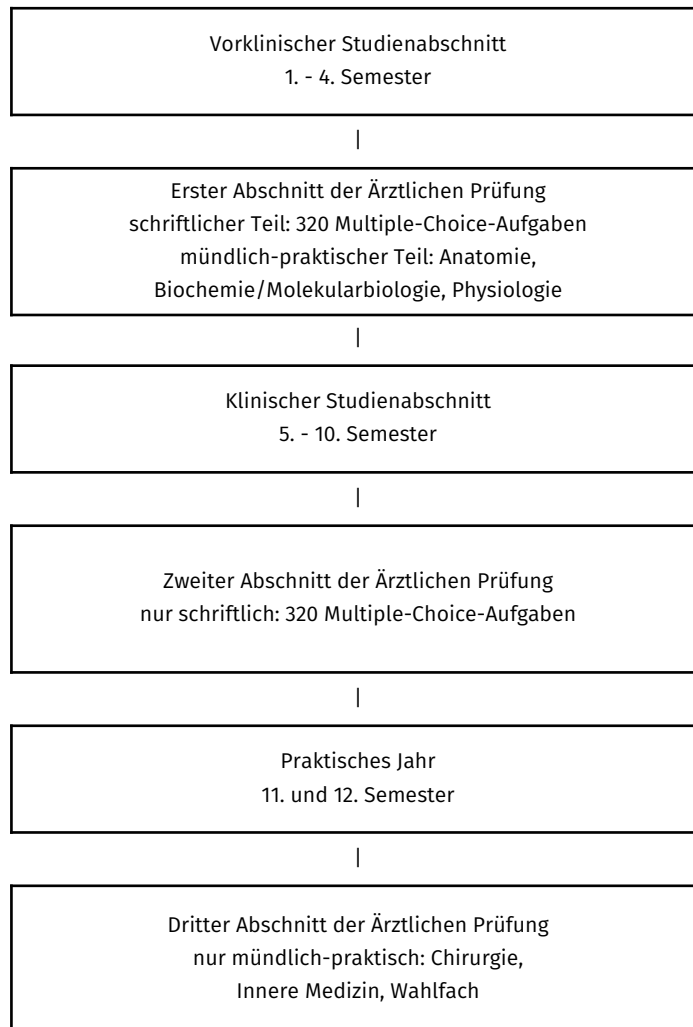 Vorklinischer Studienabschnitt
1. - 4. Semester
|
Erster Abschnitt der Ärztlichen Prüfung
schriftlicher Teil: 320 Multiple-Choice-Aufgaben
mündlich-praktischer Teil: Anatomie,
Biochemie/Molekularbiologie, Physiologie
|
Klinischer Studienabschnitt
5. - 10. Semester
|
Zweiter Abschnitt der Ärztlichen Prüfung
nur schriftlich: 320 Multiple-Choice-Aufgaben
|
Praktisches Jahr
11. und 12. Semester
|
Dritter Abschnitt der Ärztlichen Prüfung
nur mündlich-praktisch: Chirurgie,
Innere Medizin, Wahlfach